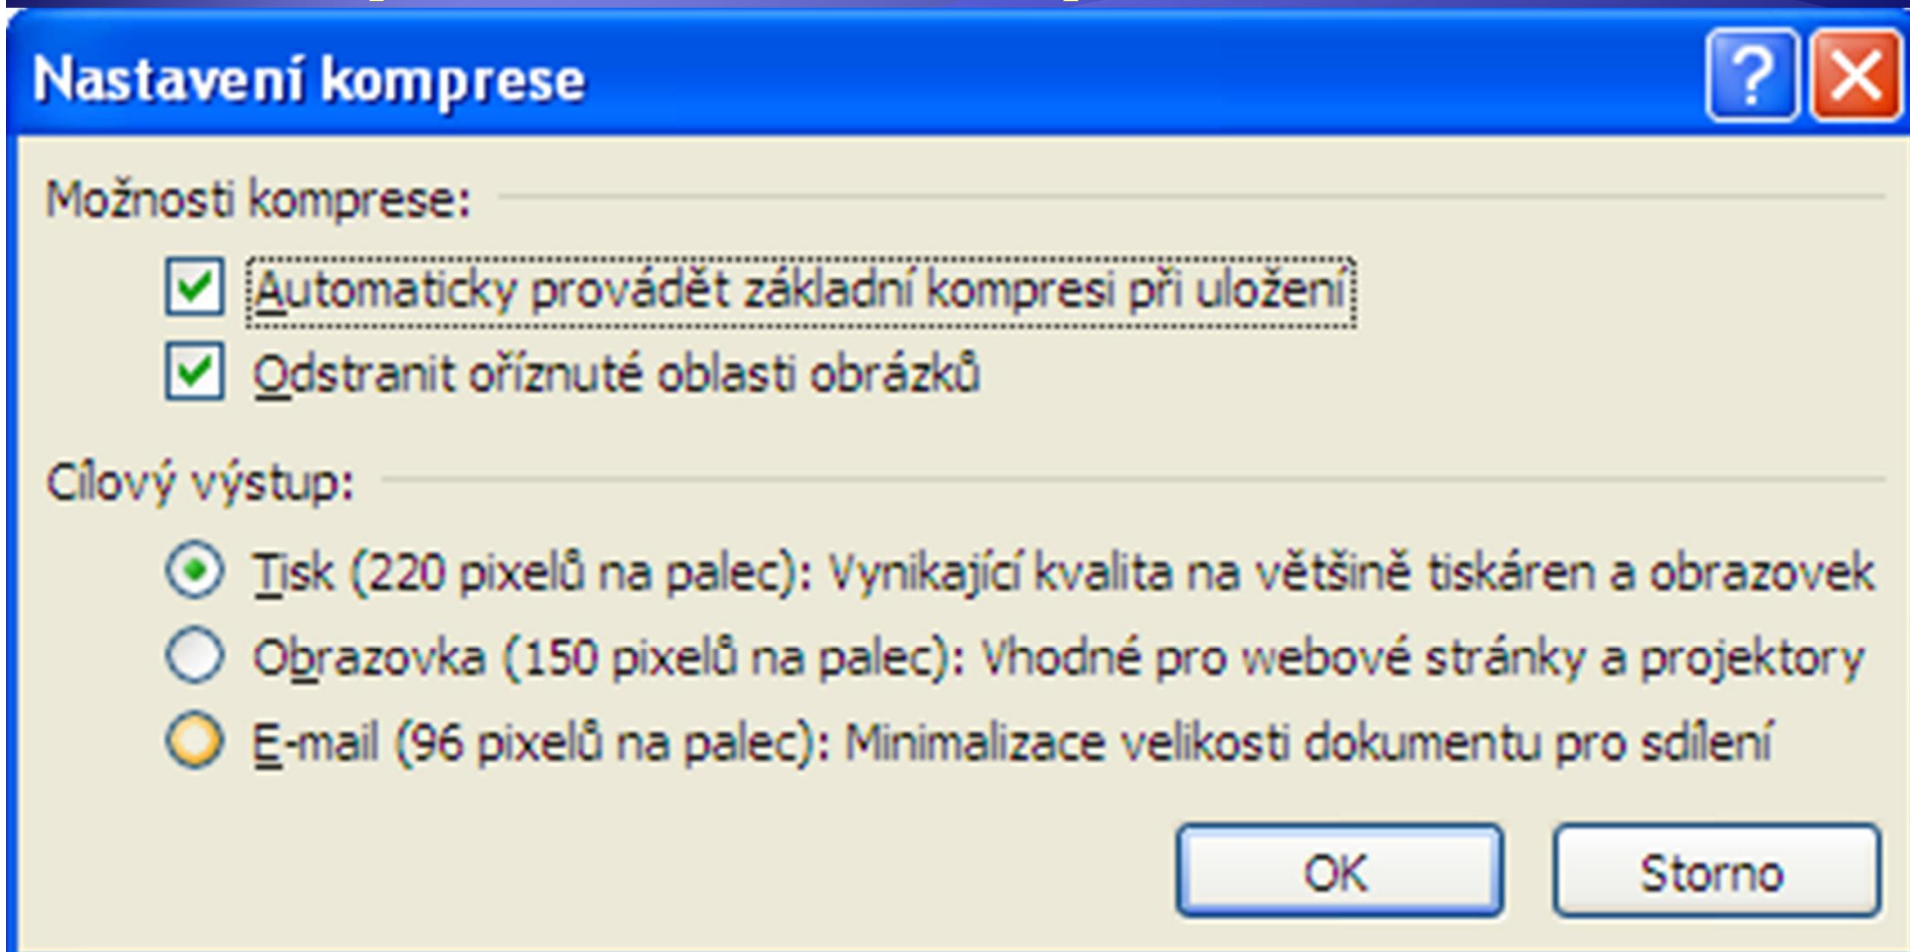 Nastavení komprese
Možnosti komprese:
Automaticky provádět základní kompresi při uložení
Odstranit oříznuté oblasti obrázků
Cílový výstup:
Tisk (220 pixelů na palec): Vynikající kvalita na většině tiskáren a obrazovek
Obrazovka (150 pixelů na palec): Vhodné pro webové stránky a projektory
E-mail (96 pixelů na palec): Minimalizace velikosti dokumentu pro sdílení
OK Storno